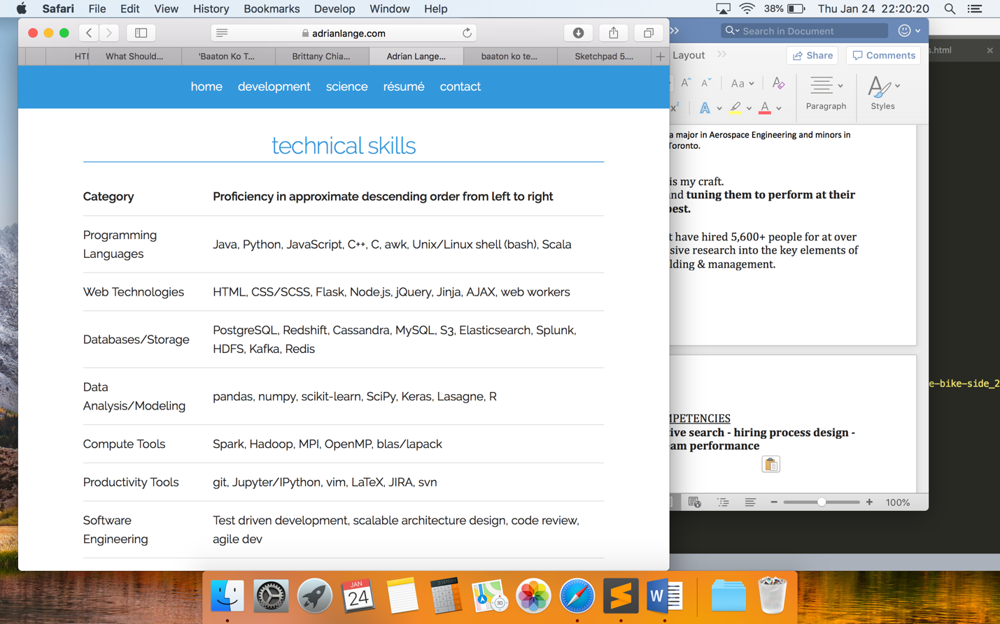 Safari File Edit View History Bookmarks Develop Window Help 38% Thu Jan 24 22:20:20
adrianlange.com
HTI What Should... 'Baaton Ko T... Brittany Chia... Adrian Lange... baaton ko te... Sketchpad 5....
home development science résumé contact
technical skills
Category Proficiency in approximate descending order from left to right
Programming Languages
Java, Python, JavaScript, C++, C, awk, Unix/Linux shell (bash), Scala
Web Technologies HTML, CSS/SCSS, Flask, Node.js, jQuery, Jinja, AJAX, web workers
Databases/Storage
PostgreSQL, Redshift, Cassandra, MySQL, S3, Elasticsearch, Splunk,
HDFS, Kafka, Redis
Data
Analysis/Modeling
pandas, numpy, scikit-learn, SciPy, Keras, Lasagne, R
Compute Tools Spark, Hadoop, MPI, OpenMP, blas/lapack
Productivity Tools git, Jupyter/IPython, vim, LaTeX, JIRA, svn
Software
Engineering
Test driven development, scalable architecture design, code review,
agile dev
Search in Document
Layout Share Comments
Aa
Paragraph Styles
a major in Aerospace Engineering and minors in
Toronto.
is my craft.
and tuning them to perform at their
best.
t have hired 5,600+ people for at over
sive research into the key elements of
lding & management.
MPETENCIES
tive search - hiring process design -
eam performance
100%
s.html
e-bike-side_2
JAN
24
3D
W